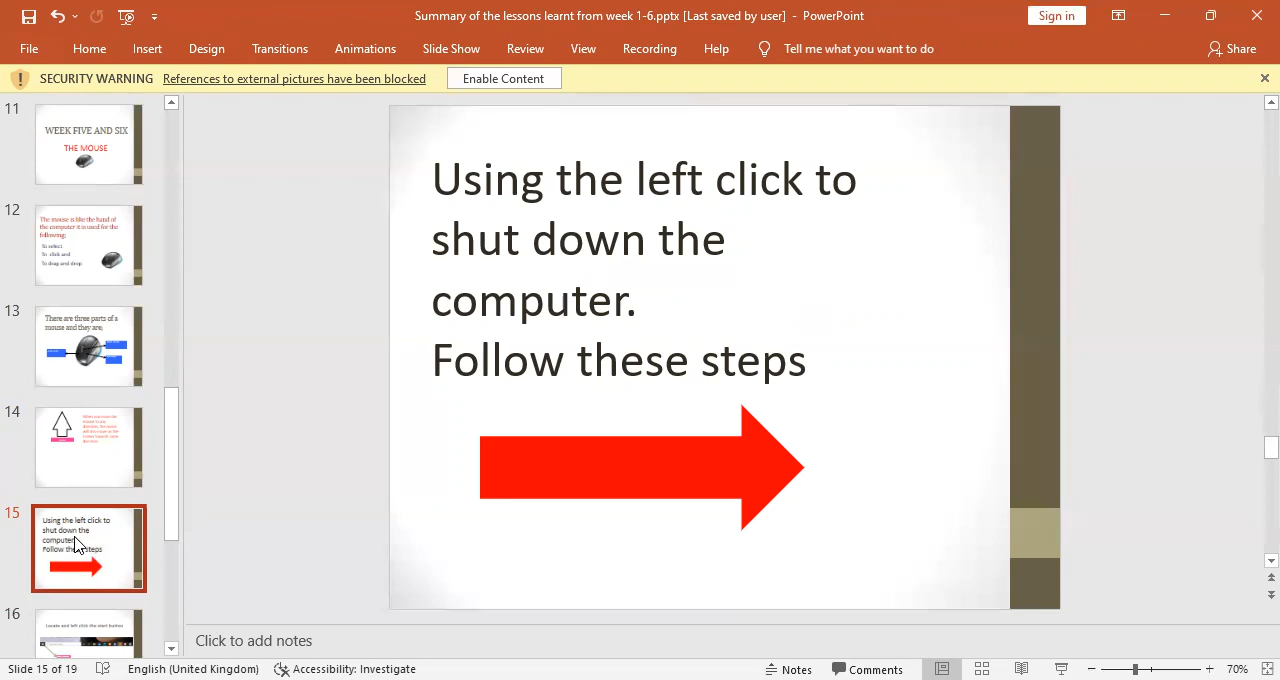 Summary of the lessons learnt from week 1-6.pptx [Last saved by user] - PowerPoint
Sign in
File Home Insert Design Transitions Animations Slide Show Review View Recording Help Tell me what you want to do Share
SECURITY WARNING References to external pictures have been blocked Enable Content
11
WEEK FIVE AND SIX
THE MOUSE
12
The mouse is like the hand of
the computer it is used for the
following;
To select
To click and
To drag and drop
13
There are three parts of a
mouse and they are;
14
When you move the
mouse to any
15
Using the left click to
shut down the
computer.
Follow these steps
16
Locate and left click the start button
Using the left click to
shut down the
computer.
Follow these steps
Click to add notes
Slide 15 of 19 English (United Kingdom) Accessibility: Investigate Notes Comments 70%